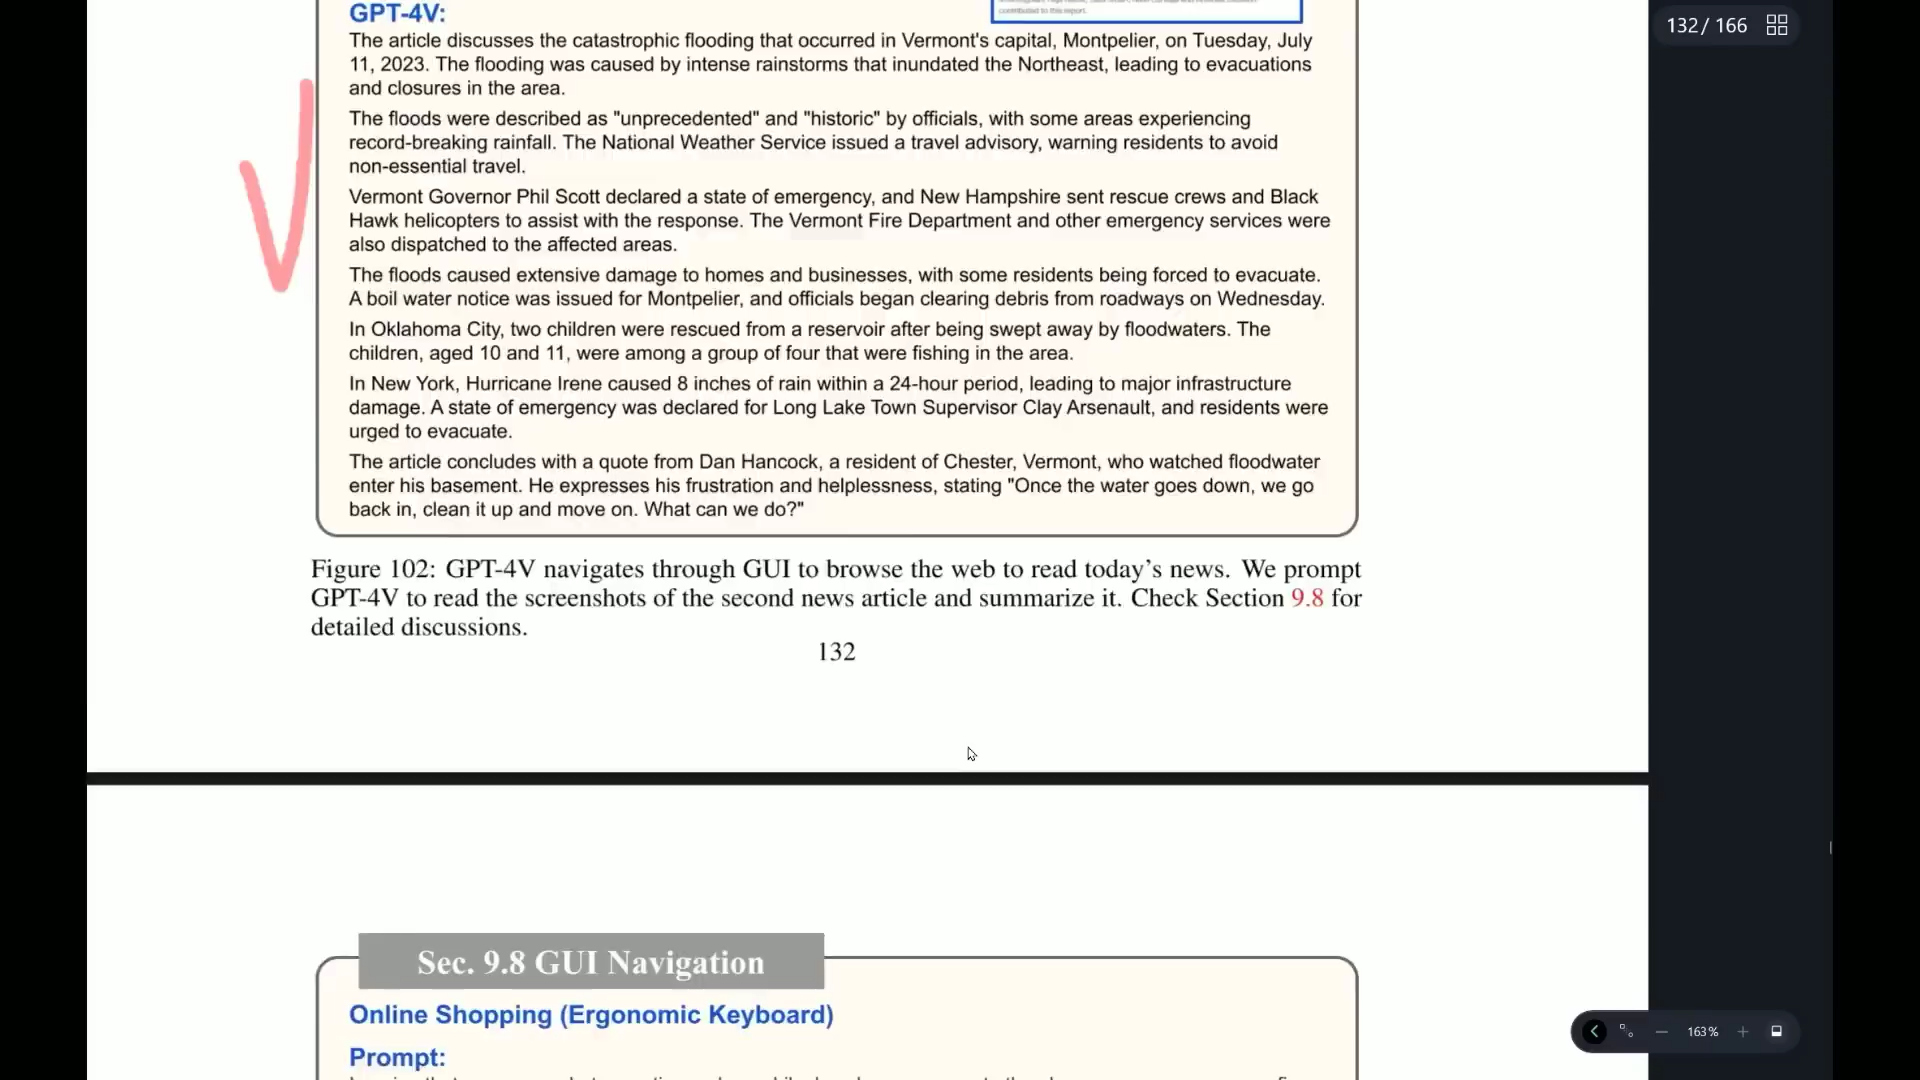 132 / 166
GPT-4V:
contributed to this report.
The article discusses the catastrophic flooding that occurred in Vermont's capital, Montpelier, on Tuesday, July
11, 2023. The flooding was caused by intense rainstorms that inundated the Northeast, leading to evacuations
and closures in the area.
The floods were described as "unprecedented" and "historic" by officials, with some areas experiencing
record-breaking rainfall. The National Weather Service issued a travel advisory, warning residents to avoid
non-essential travel.
Vermont Governor Phil Scott declared a state of emergency, and New Hampshire sent rescue crews and Black
Hawk helicopters to assist with the response. The Vermont Fire Department and other emergency services were
also dispatched to the affected areas.
The floods caused extensive damage to homes and businesses, with some residents being forced to evacuate.
A boil water notice was issued for Montpelier, and officials began clearing debris from roadways on Wednesday.
In Oklahoma City, two children were rescued from a reservoir after being swept away by floodwaters. The
children, aged 10 and 11, were among a group of four that were fishing in the area.
In New York, Hurricane Irene caused 8 inches of rain within a 24-hour period, leading to major infrastructure
damage. A state of emergency was declared for Long Lake Town Supervisor Clay Arsenault, and residents were
urged to evacuate.
The article concludes with a quote from Dan Hancock, a resident of Chester, Vermont, who watched floodwater
enter his basement. He expresses his frustration and helplessness, stating "Once the water goes down, we go
back in, clean it up and move on. What can we do?"
Figure 102: GPT-4V navigates through GUI to browse the web to read today's news. We prompt
GPT-4V to read the screenshots of the second news article and summarize it. Check Section 9.8 for
detailed discussions.
132
Sec. 9.8 GUI Navigation
Online Shopping (Ergonomic Keyboard)
Prompt:
163%